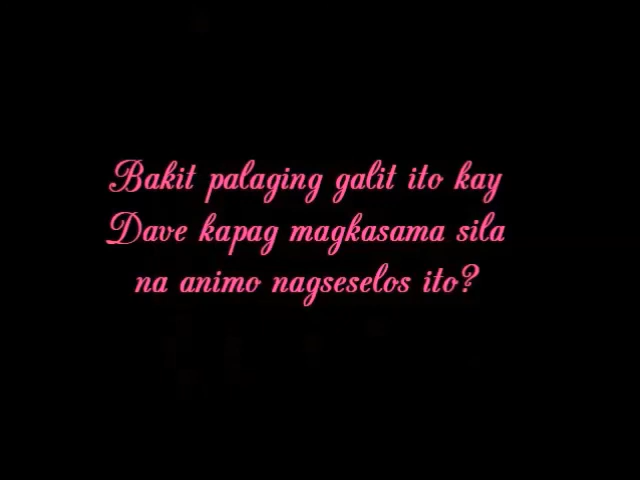 Bakit palaging galit ito kay
Dave kapag magkasama sila
na animo nagseselos ito?